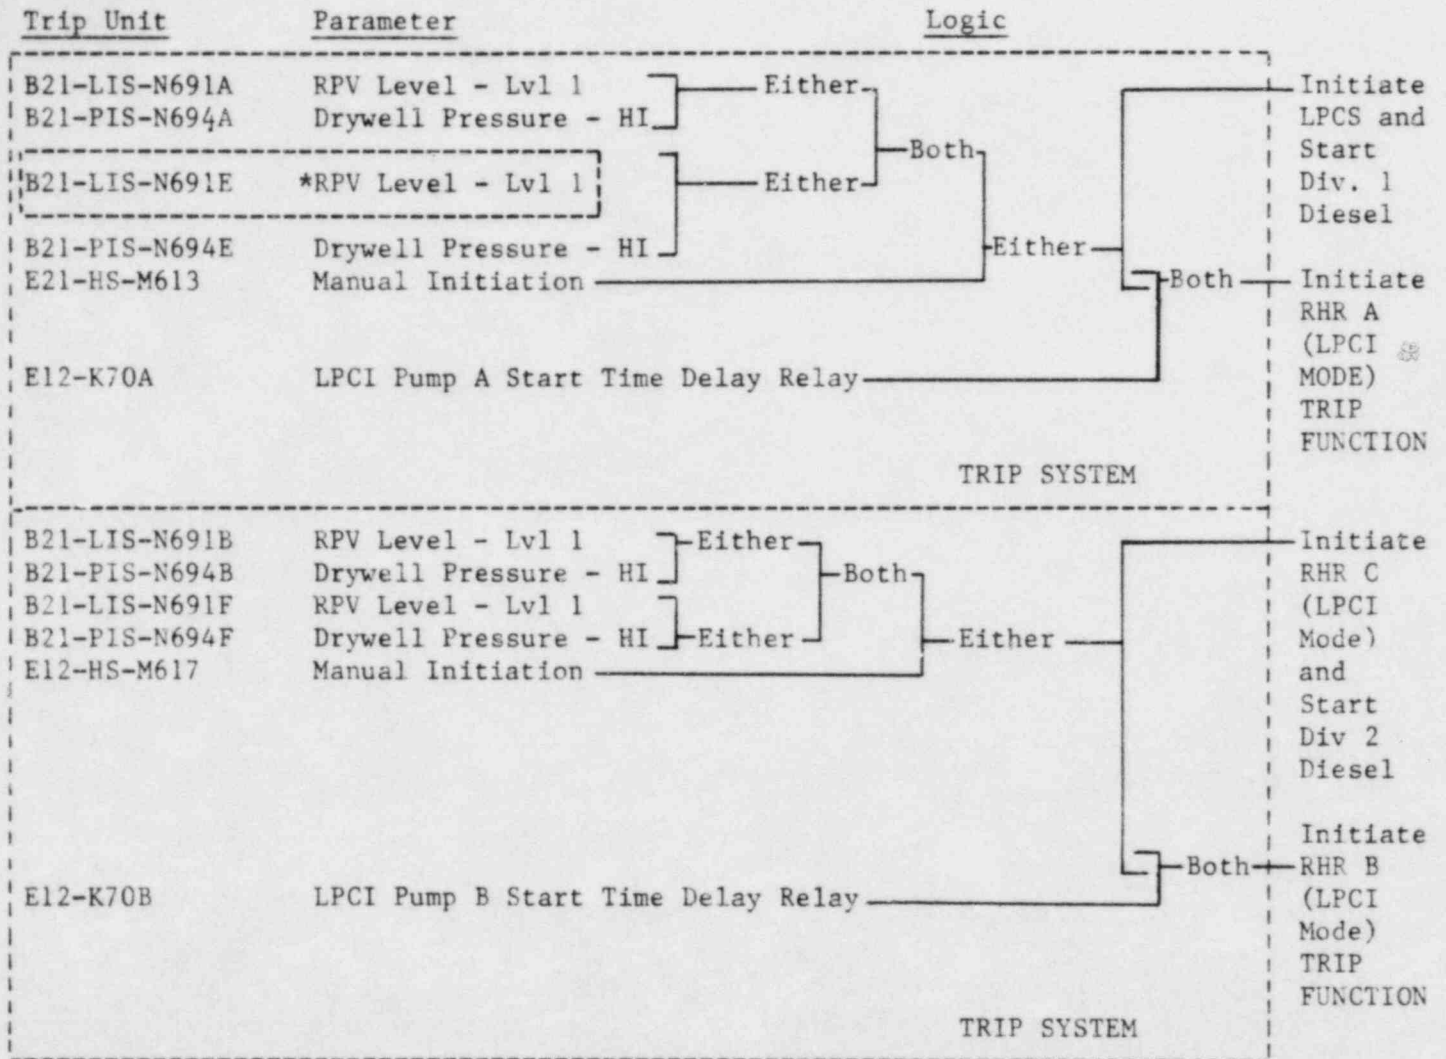 Trip Unit Parameter Logic
B21-LIS-N691A RPV Level - Lvl 1 Either Initiate
B21-PIS-N694A Drywell Pressure - HI LPCS and
Both Start
B21-LIS-N691E *RPV Level - Lvl 1 Either Div. 1
Diesel
B21-PIS-N694E Drywell Pressure - HI Either
E21-HS-M613 Manual Initiation Both Initiate
RHR A
(LPCI
E12-K70A LPCI Pump A Start Time Delay Relay MODE)
TRIP
FUNCTION
TRIP SYSTEM
B21-LIS-N691B RPV Level - Lvl 1 Either Initiate
B21-PIS-N694B Drywell Pressure - HI Both RHR C
B21-LIS-N691F RPV Level - Lvl 1 (LPCI
B21-PIS-N694F Drywell Pressure - HI Either Either Mode)
E12-HS-M617 Manual Initiation and
Start
Div 2
Diesel
Initiate
Both RHR B
E12-K70B LPCI Pump B Start Time Delay Relay (LPCI
Mode)
TRIP
FUNCTION
TRIP SYSTEM